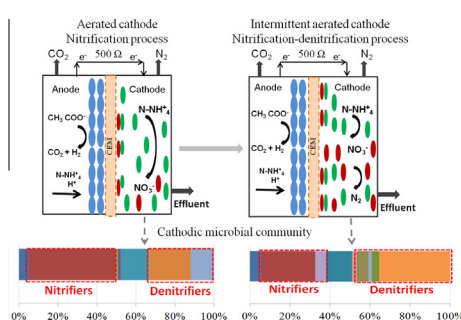 Aerated cathode
Nitrification process
Intermittent aerated cathode
Nitrification-denitrification process
CO2 e- 500 Ω e- N2
Anode Cathode
CH3 COO-
CO2 + H2
N-NH+4
H+
CEM
N-NH+4
NO3-
Effluent
CO2 e- 500 Ω e- N2
Anode Cathode
CH3 COO-
CO2 + H2
N-NH+4
H+
CEM
N-NH+4
NO3-
N2
Effluent
Cathodic microbial community
Nitrifiers Denitrifiers
0% 20% 40% 60% 80% 100%
Nitrifiers Denitrifiers
0% 20% 40% 60% 80% 100%